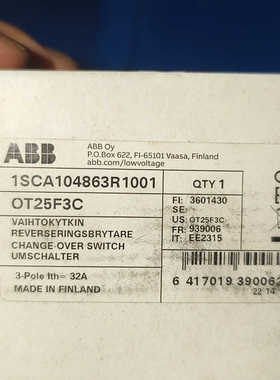 ABB
ABB Oy
P.O.Box 622, FI-65101 Vaasa, Finland
abb.com/lowvoltage
1SCA104863R1001
QTY 1
OT25F3C
FI: 3601430
SE:
US: OT25F3C
FR: 939006
IT: EE2315
VAIHTOKYTKIN
REVERSERINGSBRYTARE
CHANGE-OVER SWITCH
UMSCHALTER
3-Pole Ith= 32A
MADE IN FINLAND
6 417019 390062
22 14